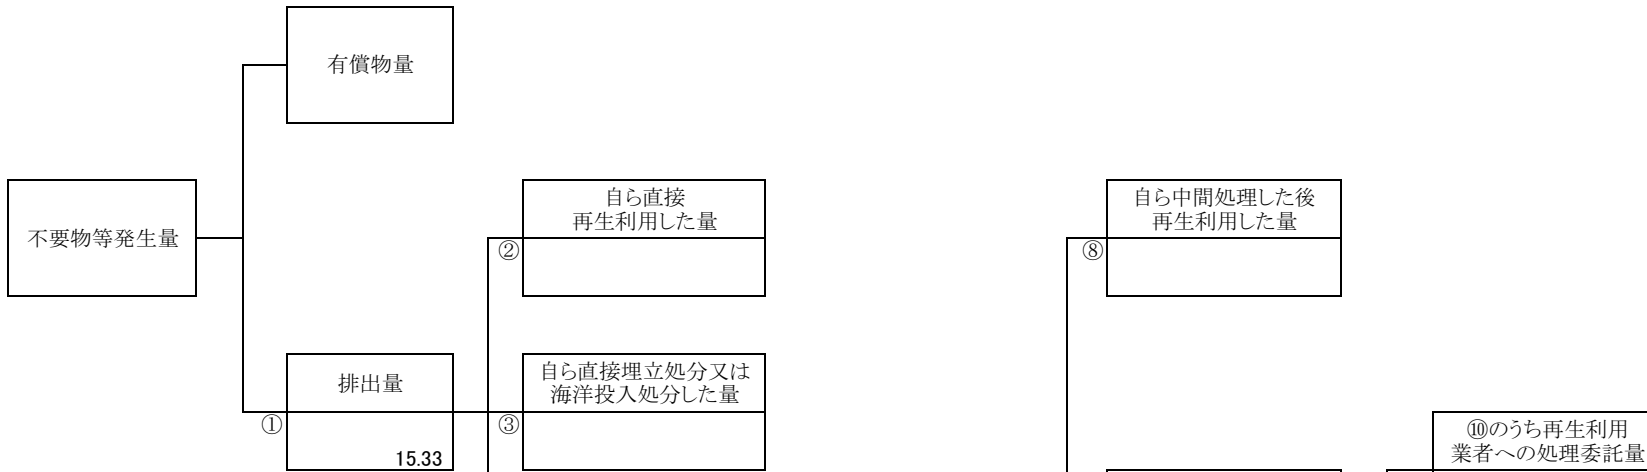 有償物量
不要物等発生量
自ら直接
再生利用した量
②
自ら中間処理した後
再生利用した量
⑧
排出量
①
15.33
自ら直接埋立処分又は
海洋投入処分した量
③
⑩のうち再生利用
業者への処理委託量